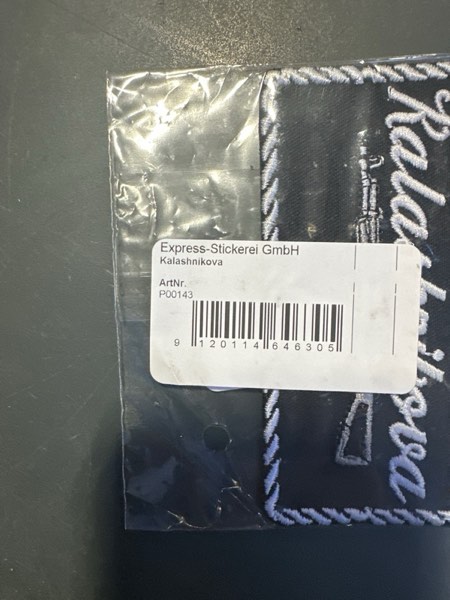 Express-Stickerei GmbH
Kalashnikova
ArtNr.
P00143
9 120114 646305
Kalashnikova